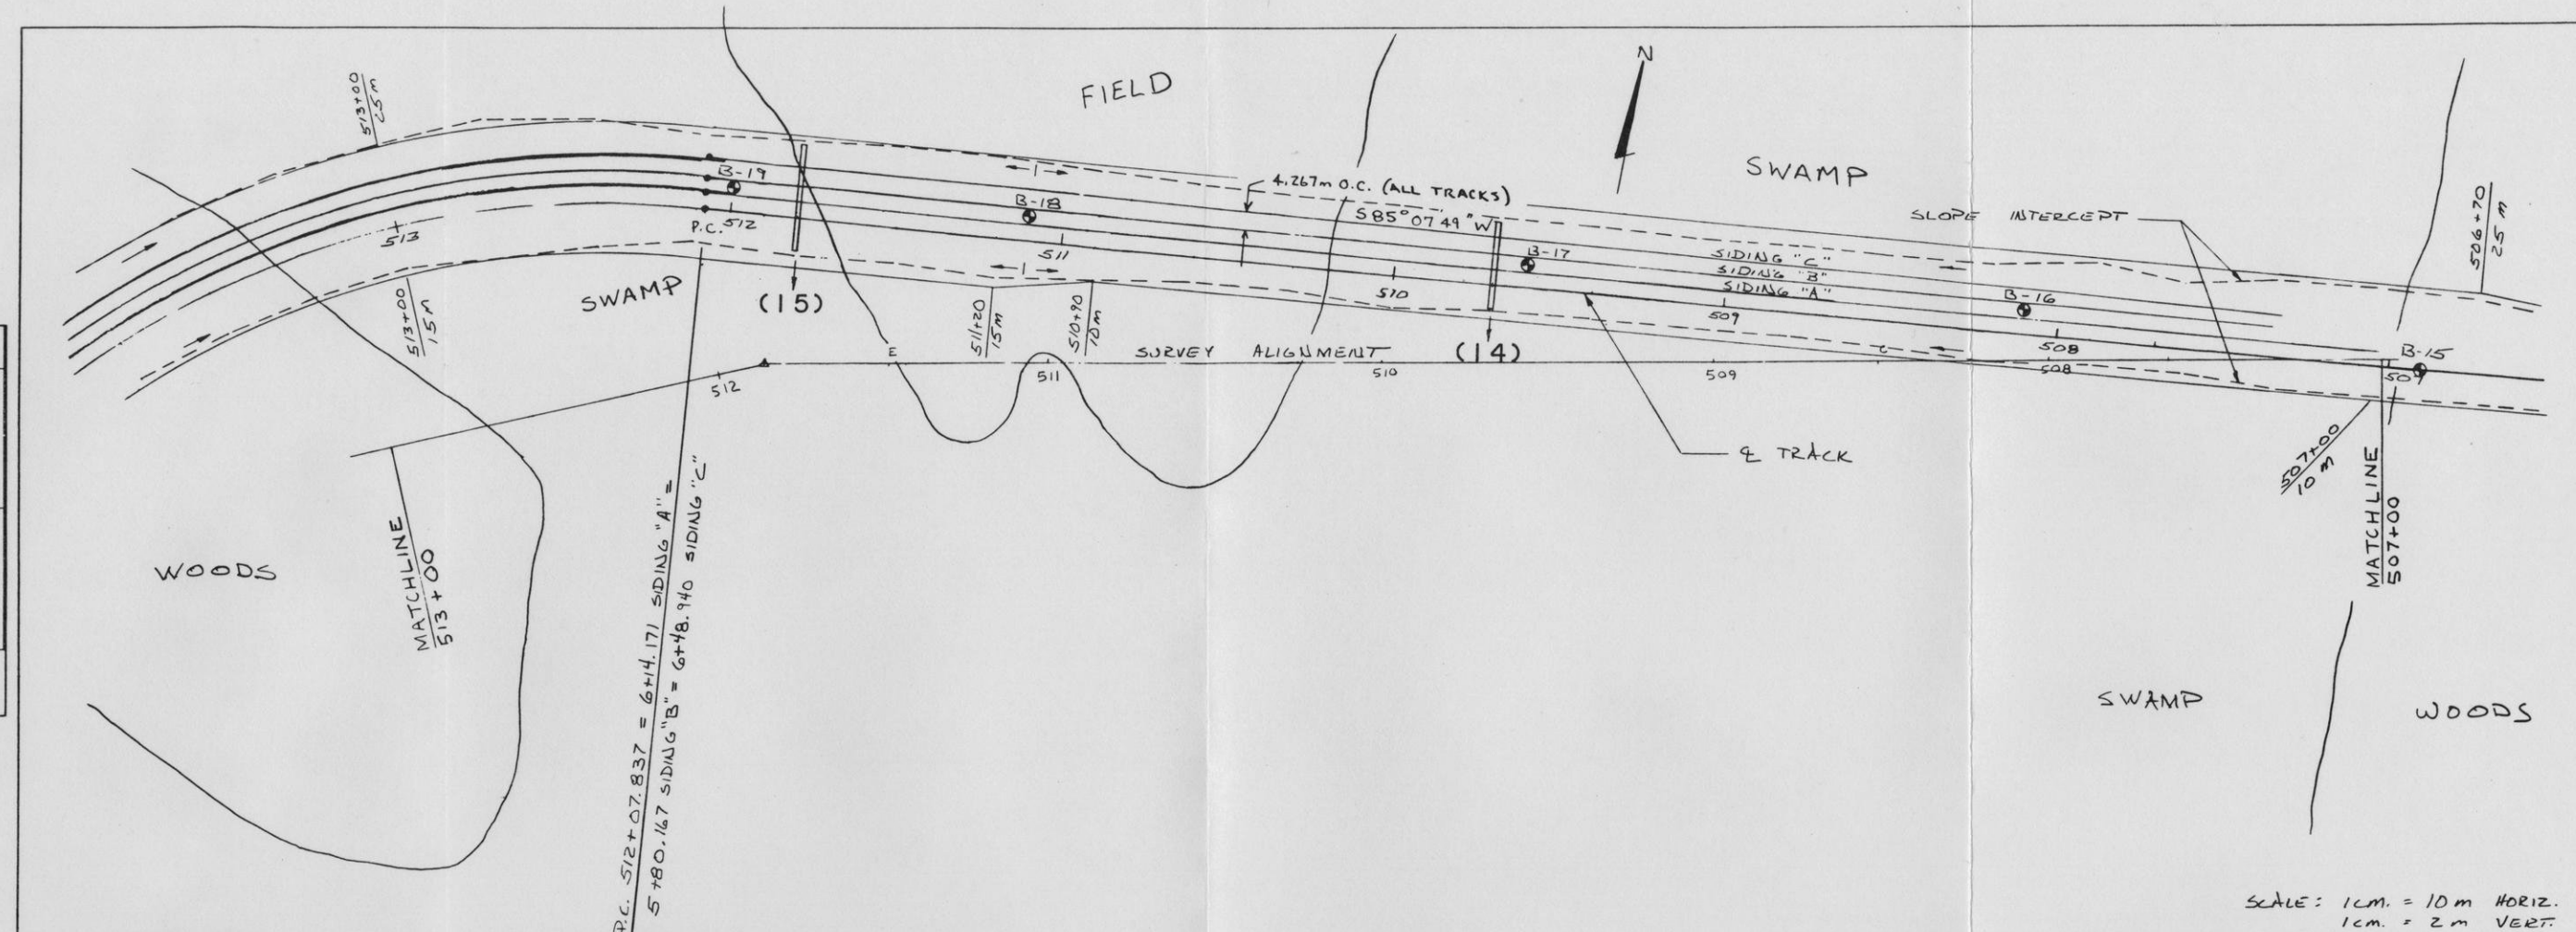 513+00
25m
FIELD
N
SWAMP
4.267m O.C. (ALL TRACKS)
S85°07'49"W
SLOPE INTERCEPT
506+70
25 m
B-19
B-18
B-17
B-16
B-15
513
P.C. 512
511
510
509
508
507
SIDING "C"
SIDING "B"
SIDING "A"
SWAMP
513+00
15m
(15)
511+20
15m
510+90
10m
E
SURVEY ALIGNMENT
(14)
512
511
510
509
508
℄ TRACK
507+00
10 m
MATCHLINE
507+00
WOODS
MATCHLINE
513+00
P.C. 512+07.837 = 6+14.171 SIDING "A" =
5+80.167 SIDING "B" = 6+48.940 SIDING "C"
SWAMP
WOODS
SCALE: 1cm. = 10 m HORIZ.
1cm. = 2 m VERT.